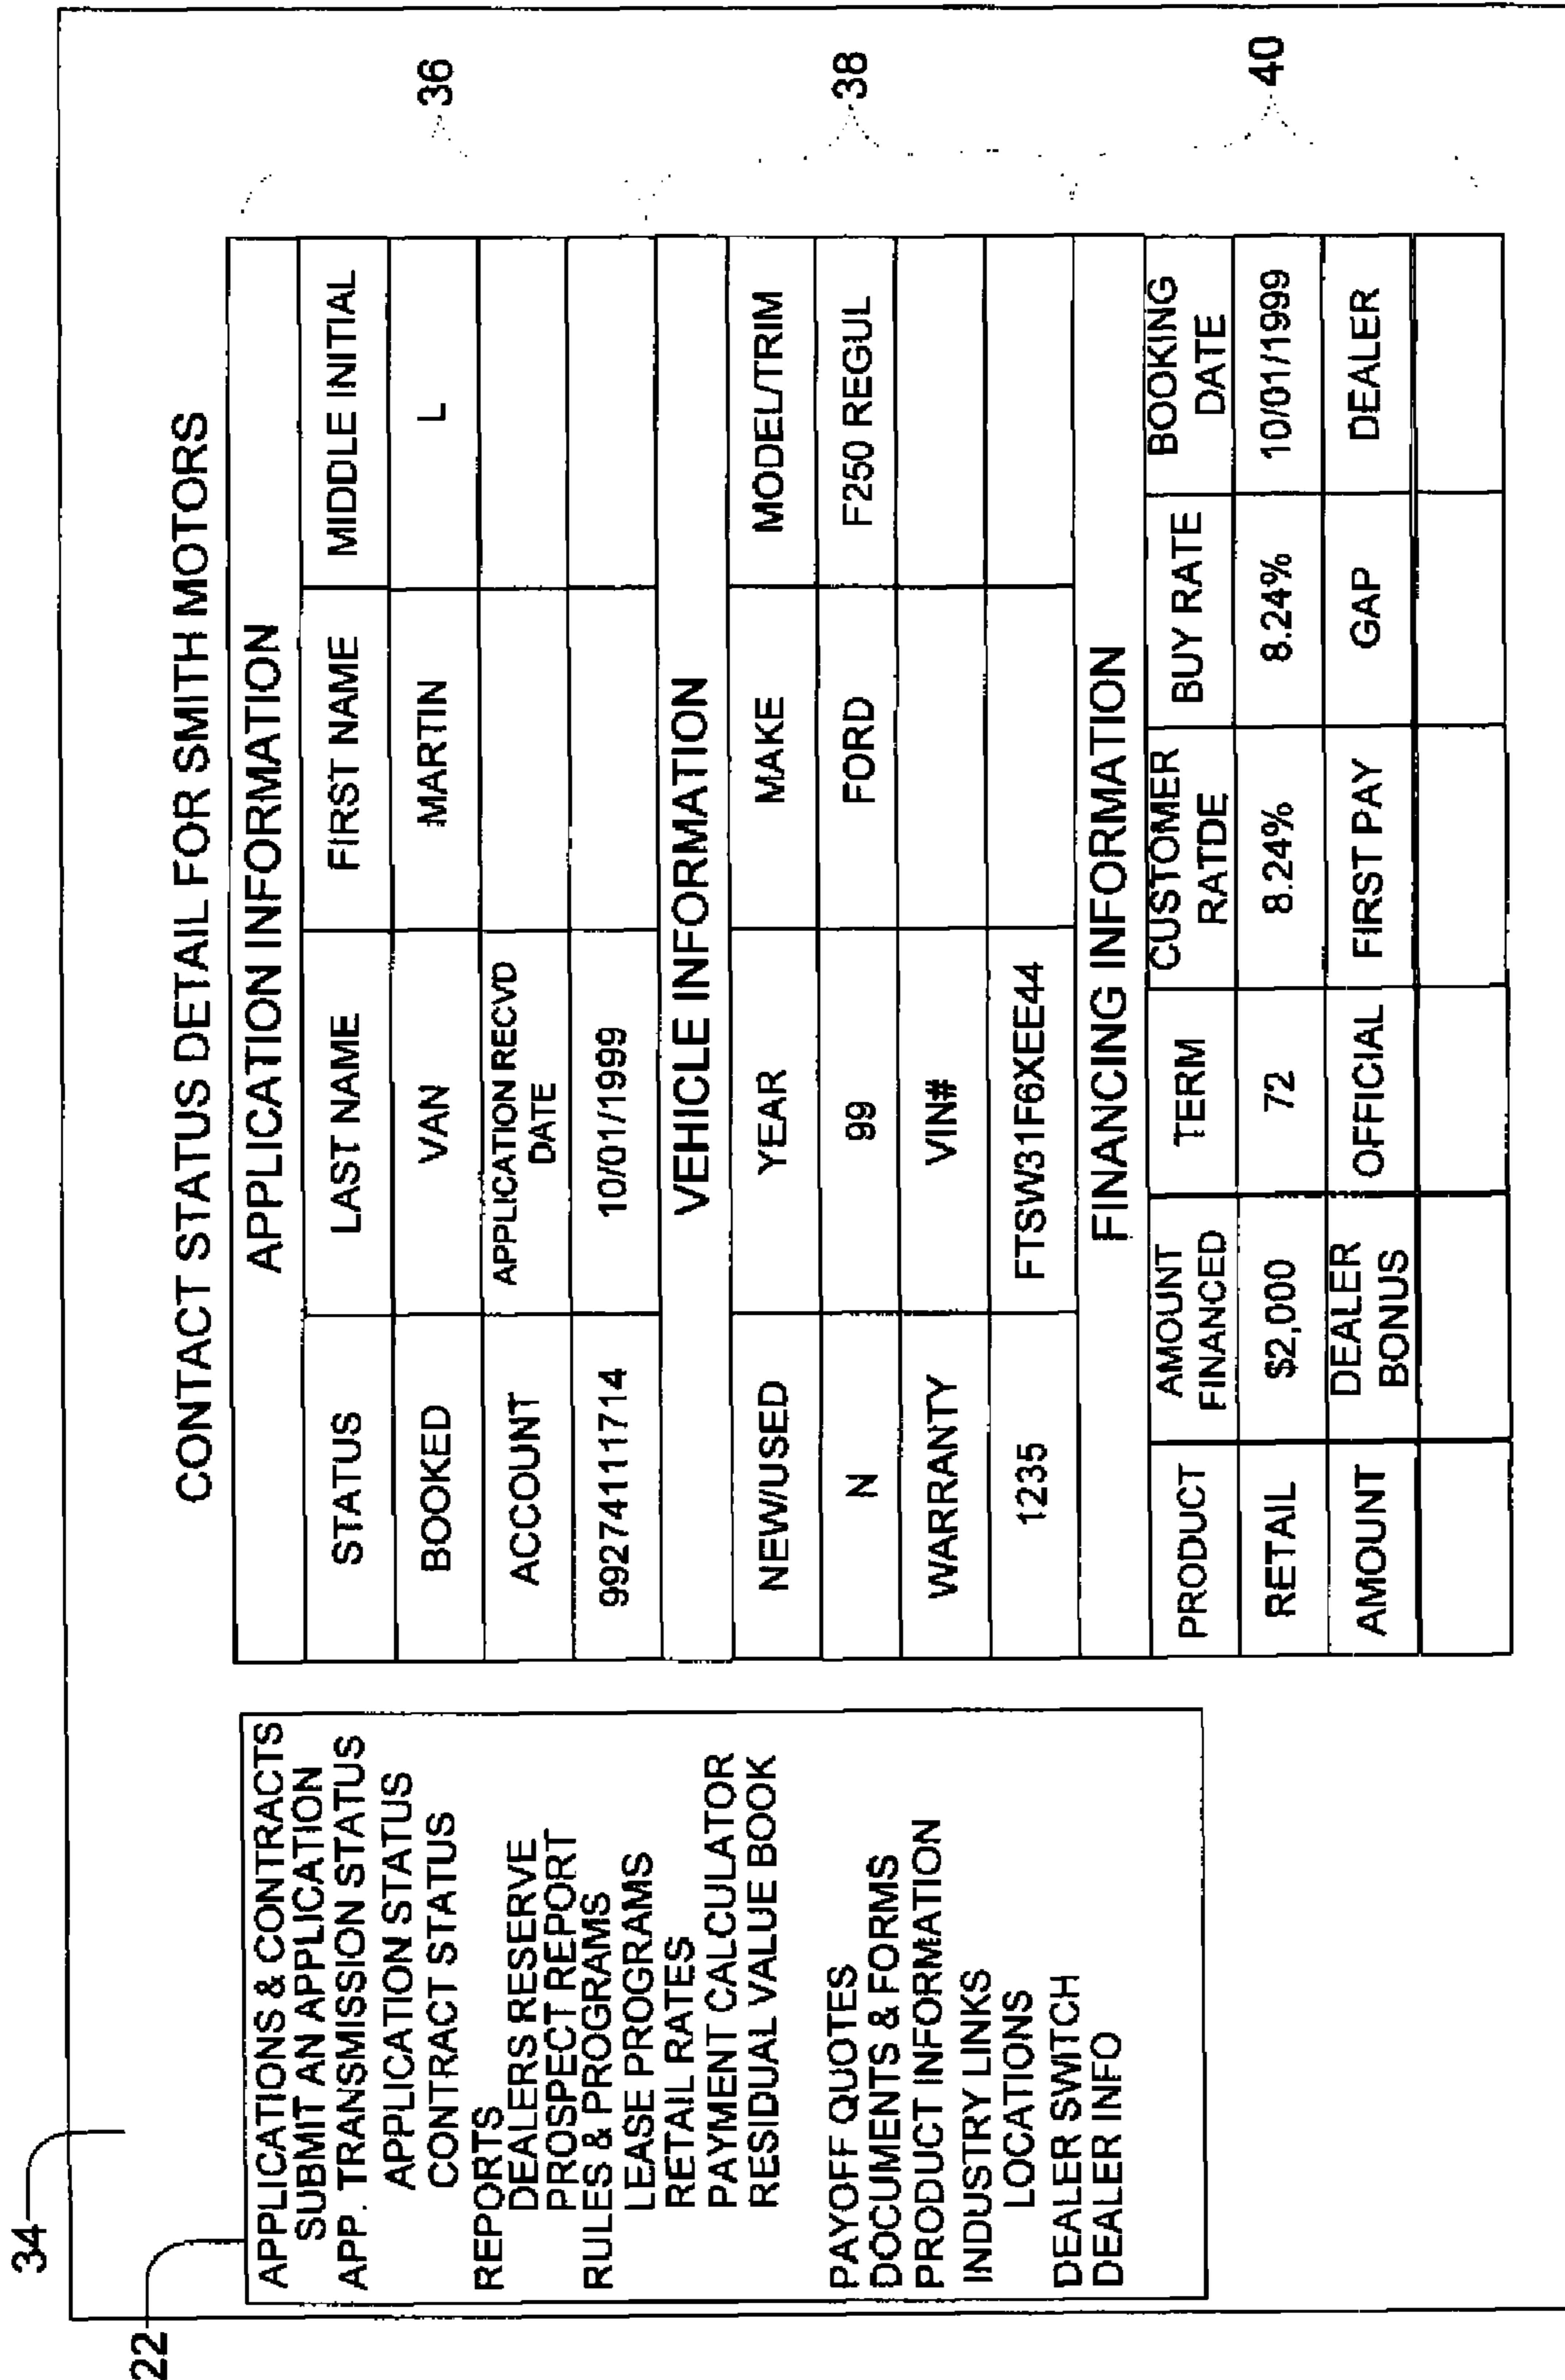 34
22
APPLICATIONS & CONTRACTS
SUBMIT AN APPLICATION
APP. TRANSMISSION STATUS
APPLICATION STATUS
CONTRACT STATUS
REPORTS
DEALERS RESERVE
PROSPECT REPORT
RULES & PROGRAMS
LEASE PROGRAMS
RETAIL RATES
PAYMENT CALCULATOR
RESIDUAL VALUE BOOK
PAYOFF QUOTES
DOCUMENTS & FORMS
PRODUCT INFORMATION
INDUSTRY LINKS
LOCATIONS
DEALER SWITCH
DEALER INFO
CONTACT STATUS DETAIL FOR SMITH MOTORS
APPLICATION INFORMATION
STATUS LAST NAME FIRST NAME MIDDLE INITIAL
BOOKED VAN MARTIN L
ACCOUNT APPLICATION RECVD DATE
992741111714 10/01/1999
VEHICLE INFORMATION
NEW/USED YEAR MAKE MODEL/TRIM
N 99 FORD F250 REGUL
WARRANTY VIN#
1235 FTSW31F6XEE44
FINANCING INFORMATION
PRODUCT AMOUNT FINANCED TERM CUSTOMER RATDE BUY RATE BOOKING DATE
RETAIL $2,000 72 8.24% 8.24% 10/01/1999
AMOUNT DEALER BONUS OFFICIAL FIRST PAY GAP DEALER
36
38
40